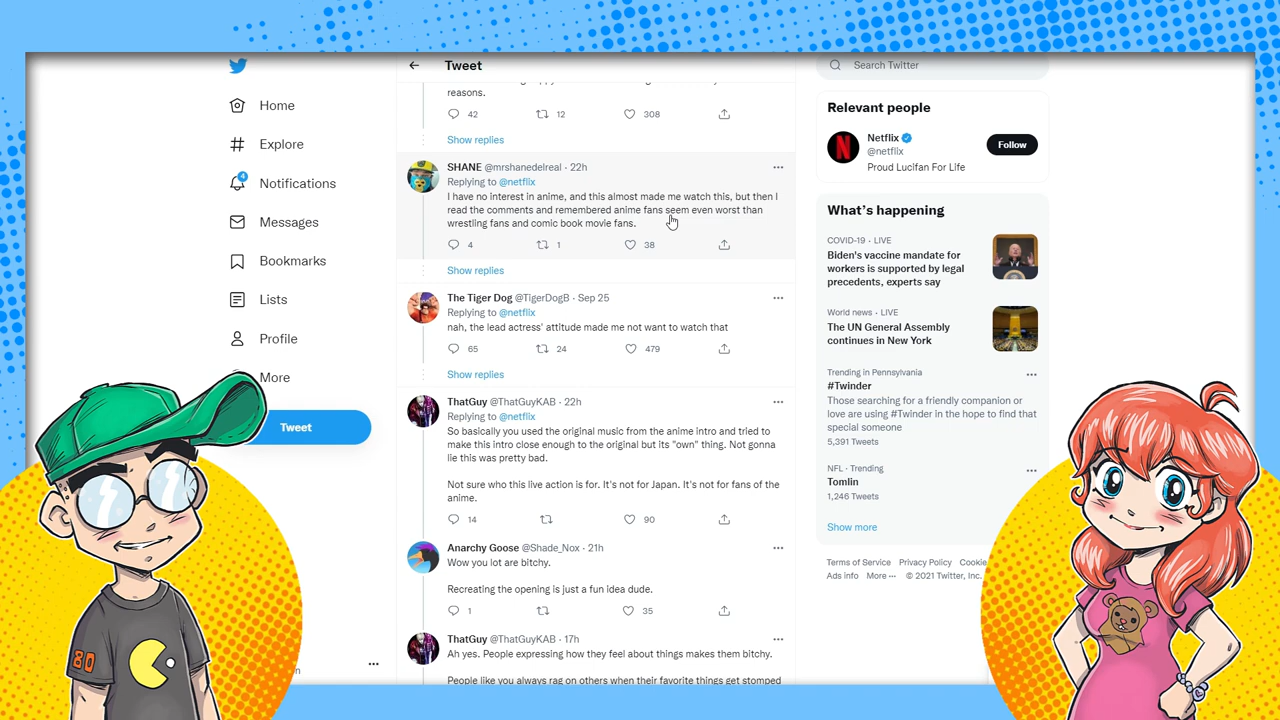 Home
Explore
4
Notifications
Messages
Bookmarks
Lists
Profile
More
Tweet
80
Tweet
reasons.
42 12 308
Show replies
SHANE @mrshanedelreal · 22h
Replying to @netflix
I have no interest in anime, and this almost made me watch this, but then I
read the comments and remembered anime fans seem even worst than
wrestling fans and comic book movie fans.
4 1 38
Show replies
The Tiger Dog @TigerDogB · Sep 25
Replying to @netflix
nah, the lead actress' attitude made me not want to watch that
65 24 479
Show replies
ThatGuy @ThatGuyKAB · 22h
Replying to @netflix
So basically you used the original music from the anime intro and tried to
make this intro close enough to the original but its "own" thing. Not gonna
lie this was pretty bad.
Not sure who this live action is for. It's not for Japan. It's not for fans of the
anime.
14 90
Anarchy Goose @Shade_Nox · 21h
Wow you lot are bitchy.
Recreating the opening is just a fun idea dude.
1 35
ThatGuy @ThatGuyKAB · 17h
Ah yes. People expressing how they feel about things makes them bitchy.
People like you always rag on others when their favorite things get stomped
Search Twitter
Relevant people
Netflix
@netflix
Follow
Proud Lucifan For Life
What's happening
COVID-19 · LIVE
Biden's vaccine mandate for
workers is supported by legal
precedents, experts say
World news · LIVE
The UN General Assembly
continues in New York
Trending in Pennsylvania
#Twinder
Those searching for a friendly companion or
love are using #Twinder in the hope to find that
special someone
5,391 Tweets
NFL · Trending
Tomlin
1,246 Tweets
Show more
Terms of Service Privacy Policy Cookie
Ads info More ··· © 2021 Twitter, Inc.